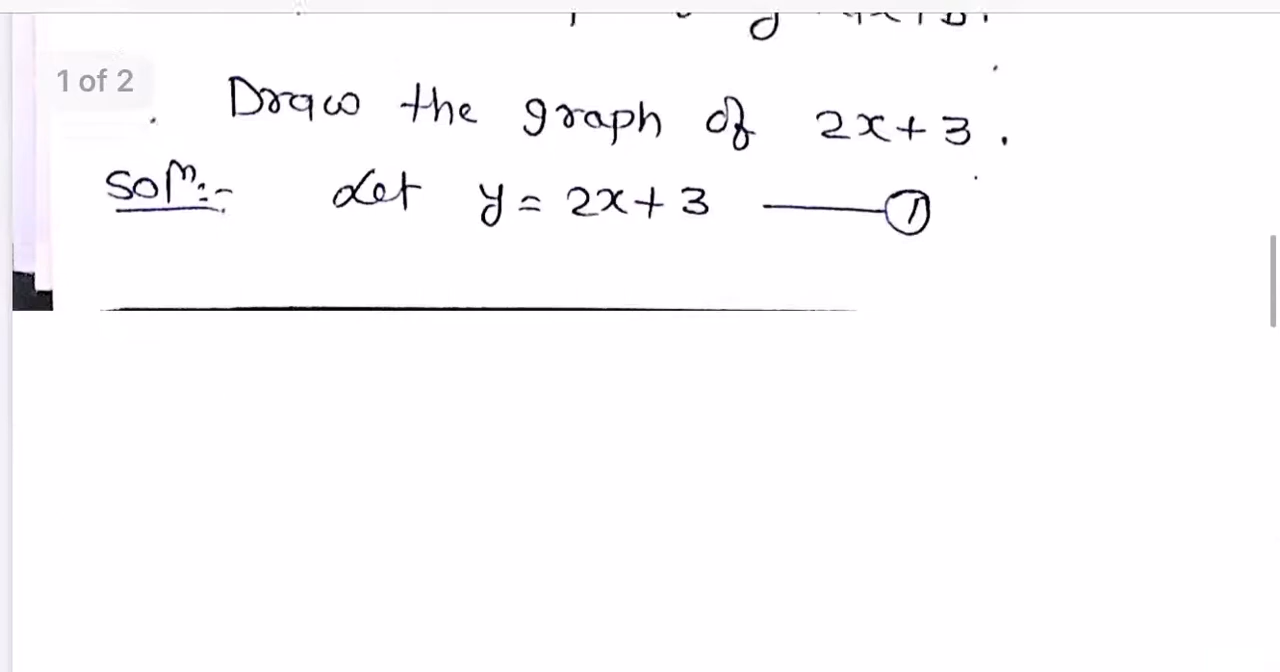 1 of 2
Draw the graph of 2x+3.
Soln:- Let y = 2x+3 —— ①